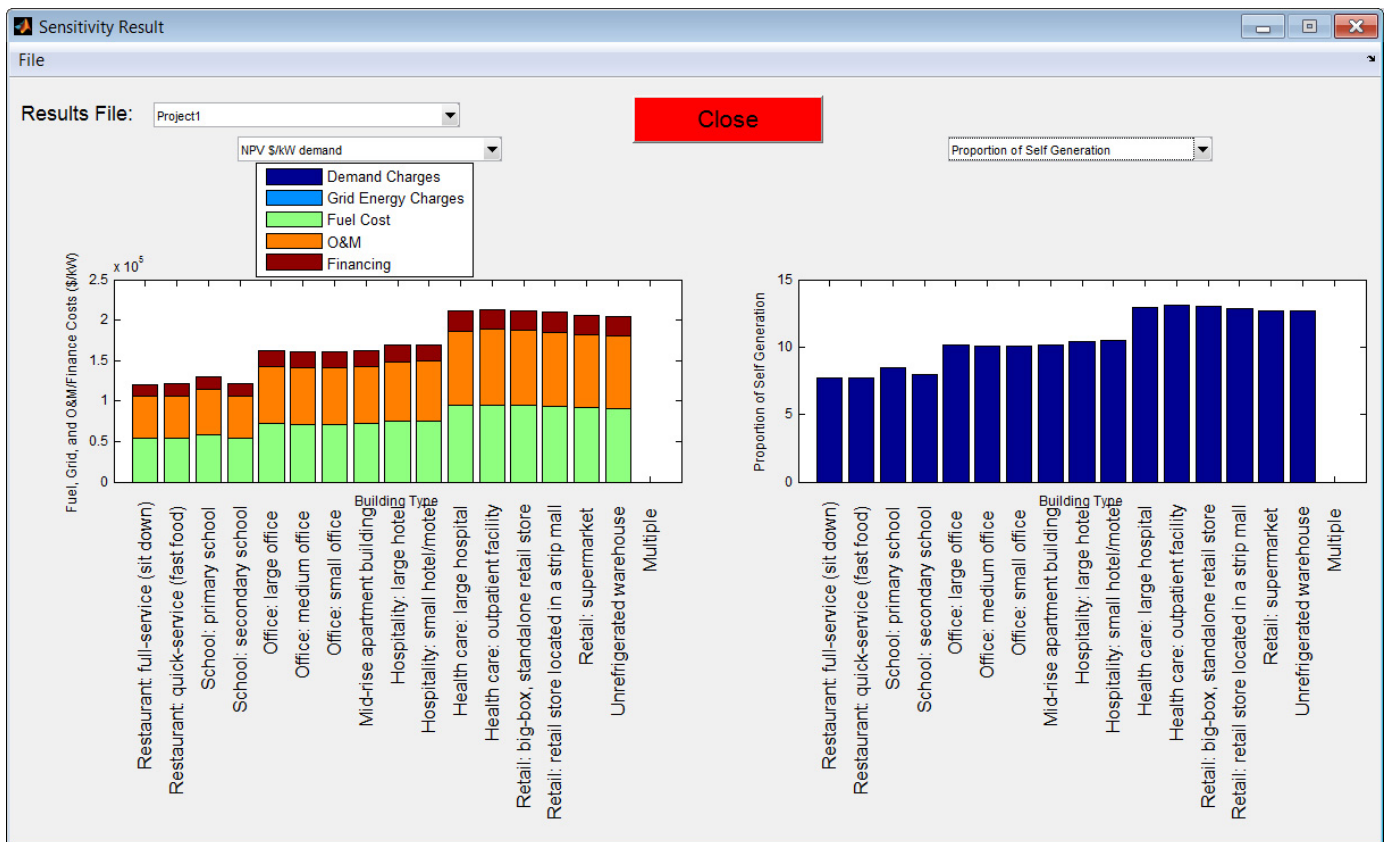 Sensitivity Result
File
Results File:
Project1
Close
NPV $/kW demand
Proportion of Self Generation
Demand Charges
Grid Energy Charges
Fuel Cost
O&M
Financing
Fuel, Grid, and O&M/Finance Costs ($/kW)
x 10^5
2.5
2
1.5
1
0.5
0
Building Type
Restaurant: full-service (sit down)
Restaurant: quick-service (fast food)
School: primary school
School: secondary school
Office: large office
Office: medium office
Office: small office
Mid-rise apartment building
Hospitality: large hotel
Hospitality: small hotel/motel
Health care: large hospital
Health care: outpatient facility
Retail: big-box, standalone retail store
Retail: retail store located in a strip mall
Retail: supermarket
Unrefrigerated warehouse
Multiple
Proportion of Self Generation
15
10
5
0
Building Type
Restaurant: full-service (sit down)
Restaurant: quick-service (fast food)
School: primary school
School: secondary school
Office: large office
Office: medium office
Office: small office
Mid-rise apartment building
Hospitality: large hotel
Hospitality: small hotel/motel
Health care: large hospital
Health care: outpatient facility
Retail: big-box, standalone retail store
Retail: retail store located in a strip mall
Retail: supermarket
Unrefrigerated warehouse
Multiple